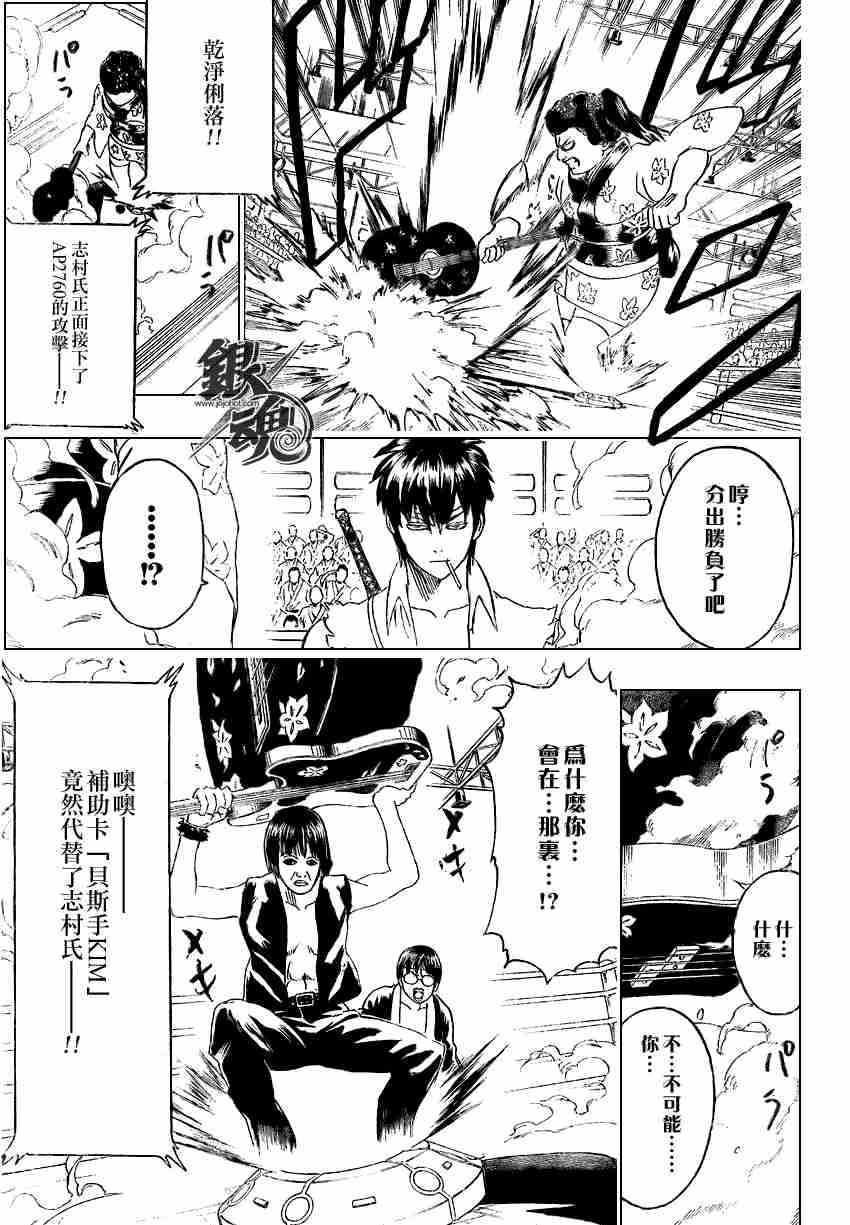 乾淨俐落!!
パラ
志村氏正面接下了
AP2760的攻擊——!!
パラ
銀魂
www.jojohot.com
哼…
分出勝負了吧
……!?
什…
什麼
不…不可能……
你…
パラ
爲什麼你…
會在…那裏…!?
メキ
メキ
噢噢——
補助卡「貝斯手KIM」
竟然代替了志村氏——!!